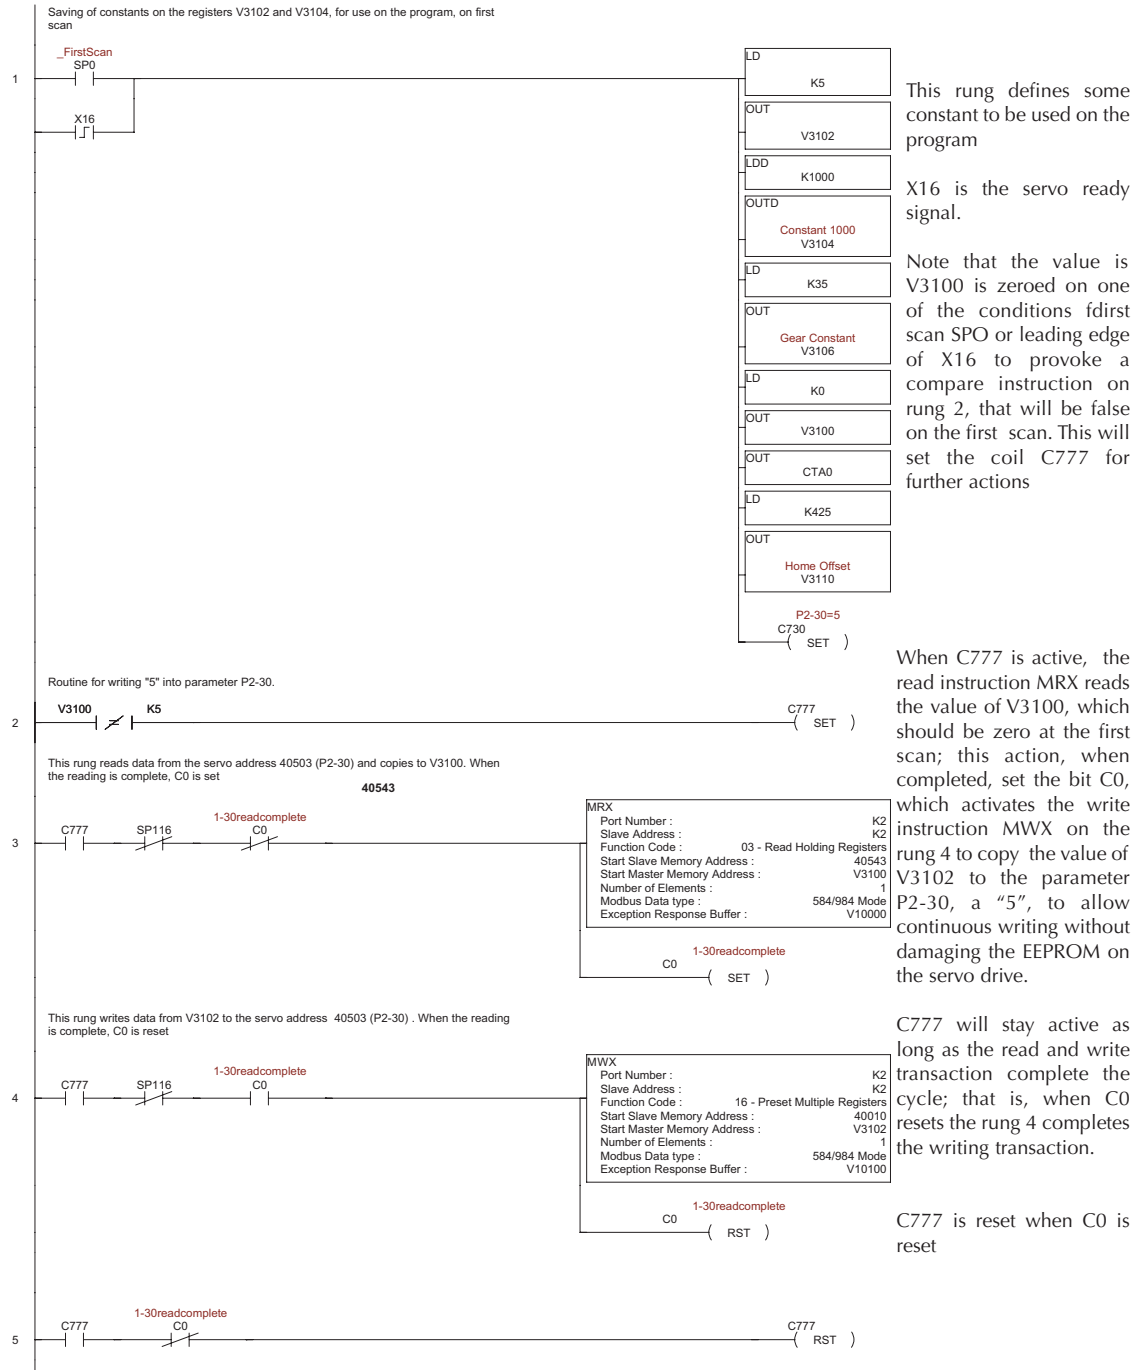 Saving of constants on the registers V3102 and V3104, for use on the program, on first
scan
_FirstScan
SP0
1
X16
LD
K5
OUT
V3102
LDD
K1000
OUTD
Constant 1000
V3104
LD
K35
OUT
Gear Constant
V3106
LD
K0
OUT
V3100
OUT
CTA0
LD
K425
OUT
Home Offset
V3110
P2-30=5
C730
SET
This rung defines some
constant to be used on the
program
X16 is the servo ready
signal.
Note that the value is
V3100 is zeroed on one
of the conditions fdirst
scan SPO or leading edge
of X16 to provoke a
compare instruction on
rung 2, that will be false
on the first scan. This will
set the coil C777 for
further actions
Routine for writing "5" into parameter P2-30.
2
V3100
K5
C777
SET
This rung reads data from the servo address 40503 (P2-30) and copies to V3100. When
the reading is complete, C0 is set
40543
3
C777
SP116
1-30readcomplete
C0
MRX
Port Number : K2
Slave Address : K2
Function Code : 03 - Read Holding Registers
Start Slave Memory Address : 40543
Start Master Memory Address : V3100
Number of Elements : 1
Modbus Data type : 584/984 Mode
Exception Response Buffer : V10000
1-30readcomplete
C0
SET
When C777 is active, the
read instruction MRX reads
the value of V3100, which
should be zero at the first
scan; this action, when
completed, set the bit C0,
which activates the write
instruction MWX on the
rung 4 to copy the value of
V3102 to the parameter
P2-30, a “5”, to allow
continuous writing without
damaging the EEPROM on
the servo drive.
This rung writes data from V3102 to the servo address 40503 (P2-30) . When the reading
is complete, C0 is reset
4
C777
SP116
1-30readcomplete
C0
MWX
Port Number : K2
Slave Address : K2
Function Code : 16 - Preset Multiple Registers
Start Slave Memory Address : 40010
Start Master Memory Address : V3102
Number of Elements : 1
Modbus Data type : 584/984 Mode
Exception Response Buffer : V10100
1-30readcomplete
C0
RST
C777 will stay active as
long as the read and write
transaction complete the
cycle; that is, when C0
resets the rung 4 completes
the writing transaction.
C777 is reset when C0 is
reset
5
C777
1-30readcomplete
C0
C777
RST